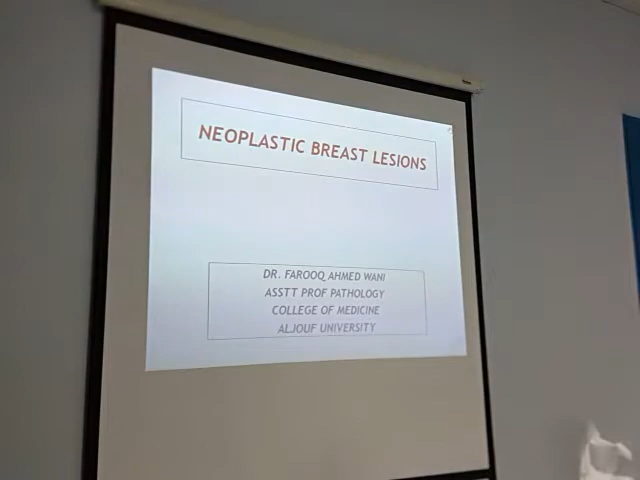 NEOPLASTIC BREAST LESIONS
DR. FAROOQ AHMED WANI
ASSTT PROF PATHOLOGY
COLLEGE OF MEDICINE
ALJOUF UNIVERSITY